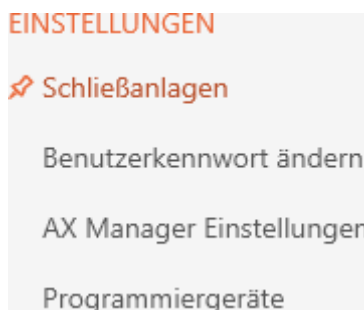 EINSTELLUNGEN
Schließanlagen
Benutzerkennwort ändern
AX Manager Einstellungen
Programmiergeräte